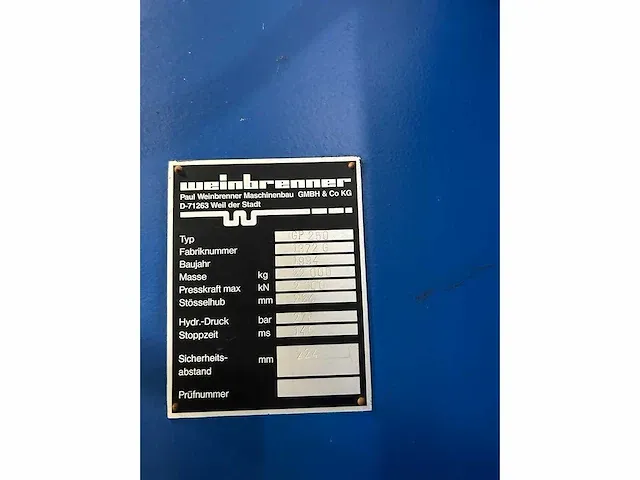 weinbrenner
Paul Weinbrenner Maschinenbau GMBH & Co KG
D-71263 Weil der Stadt
Typ GP 250
Fabriknummer
Baujahr 1994
Masse kg
Presskraft max kN
Stösselhub mm
Hydr.-Druck bar
Stoppzeit ms
Sicherheits- mm
abstand
Prüfnummer